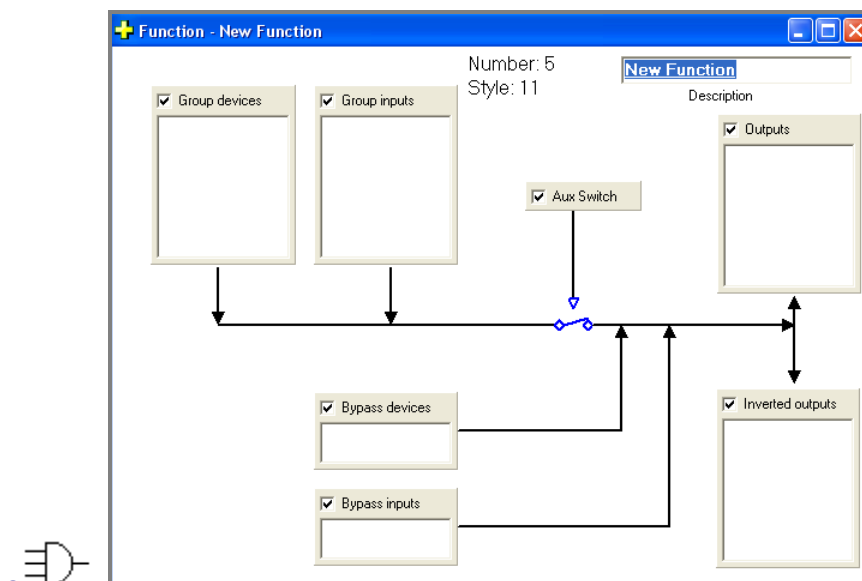 Function - New Function
Number: 5
New Function
Style: 11
Description
Group devices
Group inputs
Outputs
Aux Switch
Bypass devices
Inverted outputs
Bypass inputs